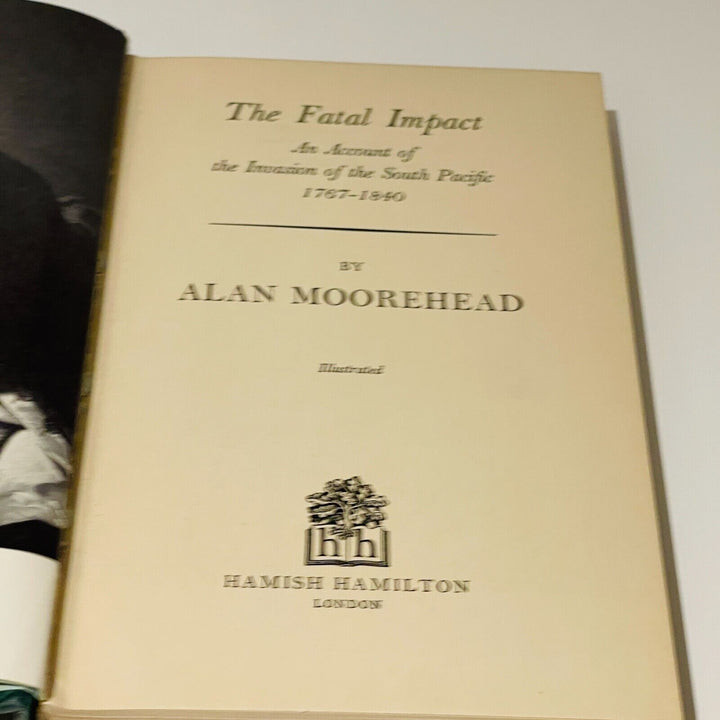 The Fatal Impact
An Account of
the Invasion of the South Pacific
1767–1840
BY
ALAN MOOREHEAD
Illustrated
h h
HAMISH HAMILTON
LONDON